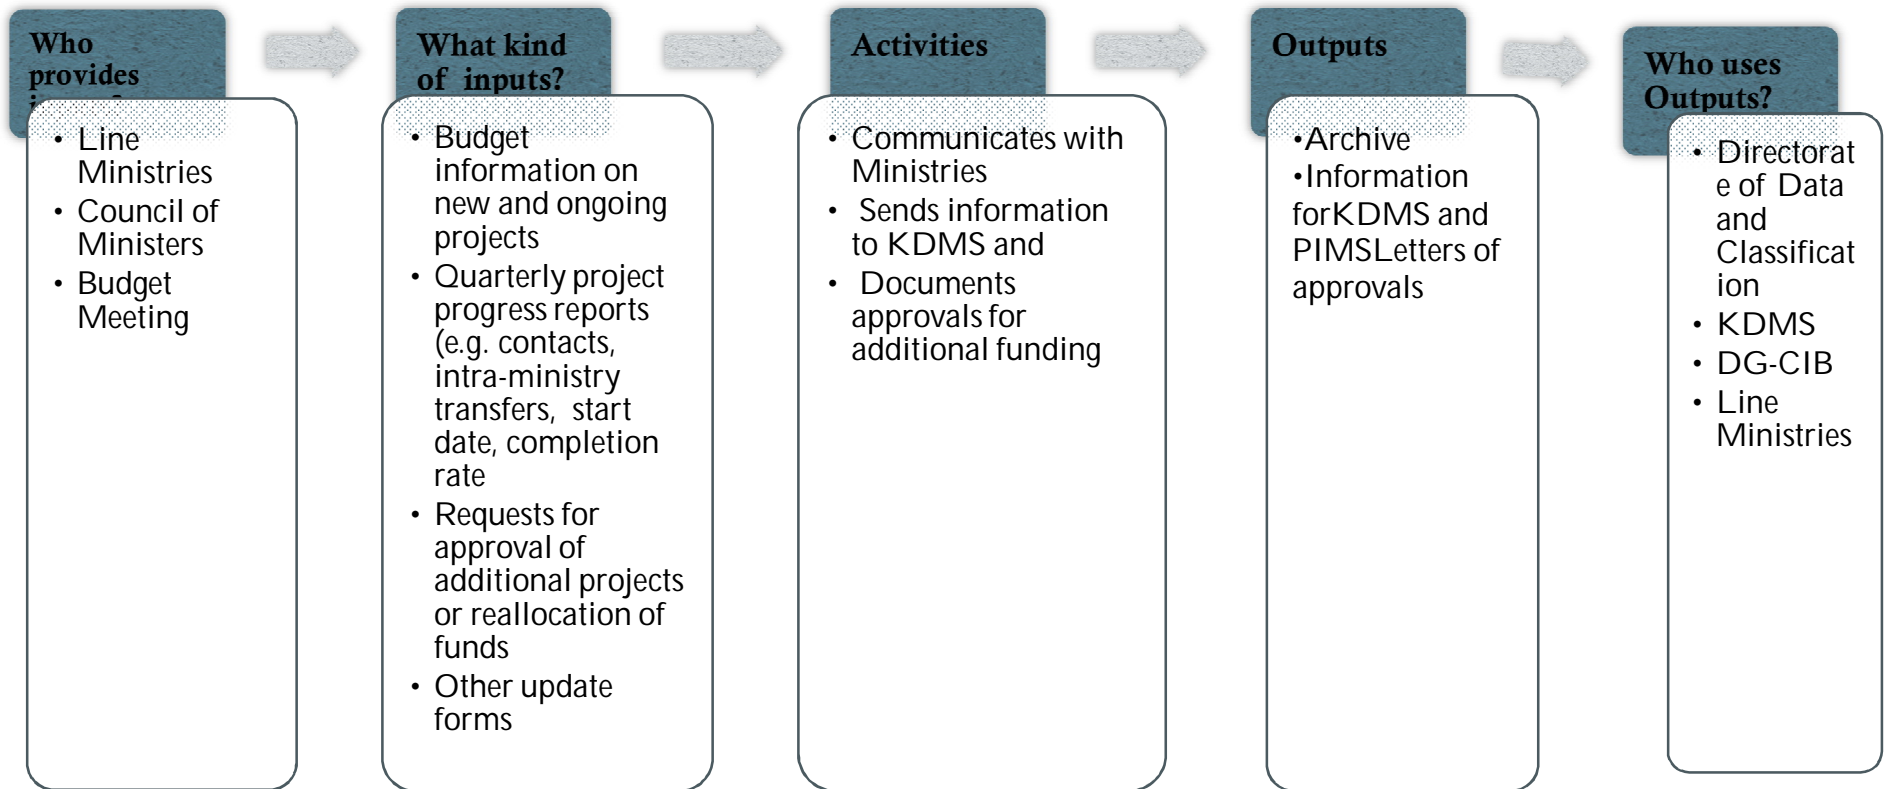 Who
provides
• Line
Ministries
• Council of
Ministers
• Budget
Meeting
What kind
of inputs?
• Budget
information on
new and ongoing
projects
• Quarterly project
progress reports
(e.g. contacts,
intra-ministry
transfers, start
date, completion
rate
• Requests for
approval of
additional projects
or reallocation of
funds
• Other update
forms
Activities
• Communicates with
Ministries
• Sends information
to KDMS and
• Documents
approvals for
additional funding
Outputs
•Archive
•Information
forKDMS and
PIMSLetters of
approvals
Who uses
Outputs?
• Directorat
e of Data
and
Classificat
ion
• KDMS
• DG-CIB
• Line
Ministries